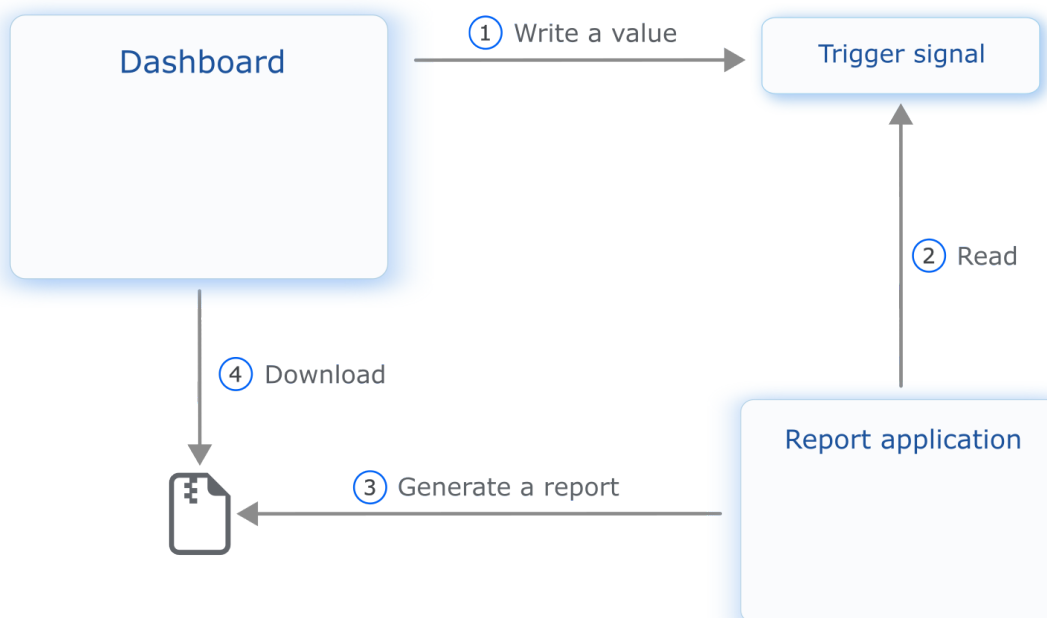 Dashboard
1 Write a value
Trigger signal
2 Read
4 Download
Report application
3 Generate a report